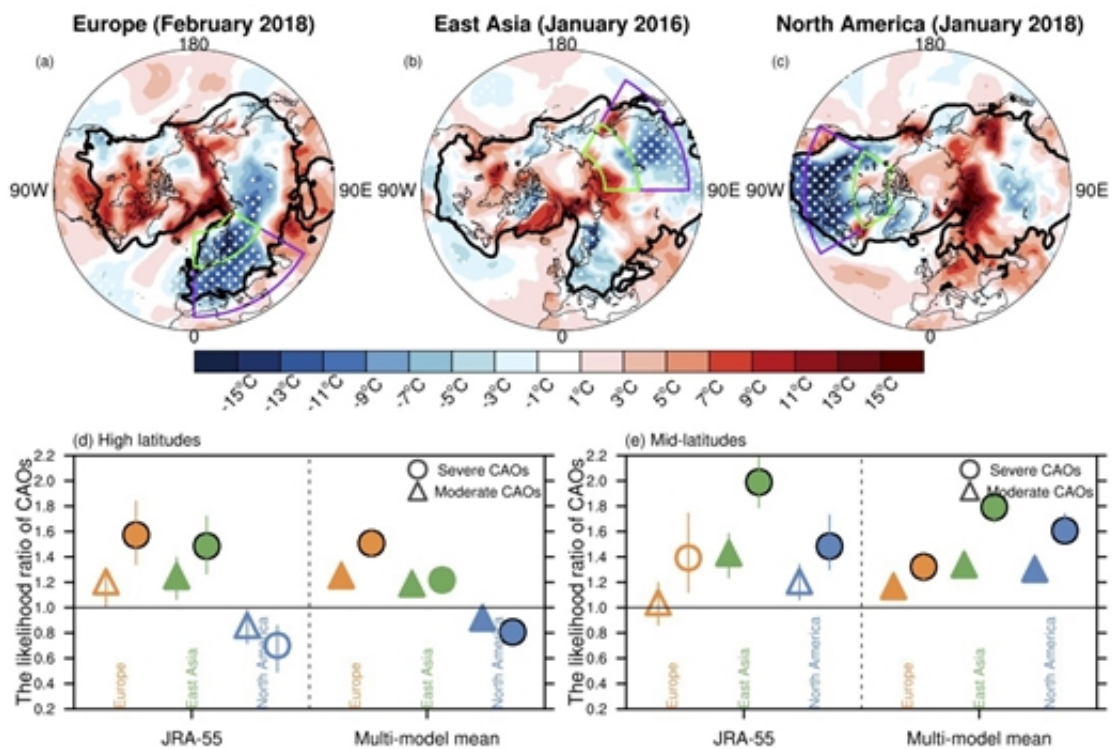 Europe (February 2018)
East Asia (January 2016)
North America (January 2018)
(a)
180
(b)
180
(c)
180
90W
90E 90W
90E 90W
90E
0
0
0
-15°C
-13°C
-11°C
-9°C
-7°C
-5°C
-3°C
-1°C
1°C
3°C
5°C
7°C
9°C
11°C
13°C
15°C
(d) High latitudes
The likelihood ratio of CAOs
2.2
2.0
1.8
1.6
1.4
1.2
1.0
0.8
0.6
0.4
0.2
Severe CAOs
Moderate CAOs
Europe
East Asia
North America
Europe
East Asia
North America
JRA-55
Multi-model mean
(e) Mid-latitudes
The likelihood ratio of CAOs
2.2
2.0
1.8
1.6
1.4
1.2
1.0
0.8
0.6
0.4
0.2
Severe CAOs
Moderate CAOs
Europe
East Asia
North America
Europe
East Asia
North America
JRA-55
Multi-model mean